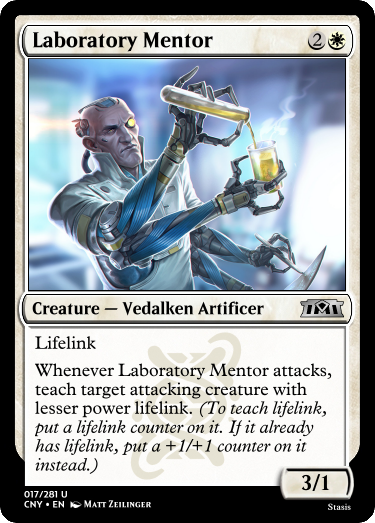 Laboratory Mentor 2
Creature — Vedalken Artificer
Lifelink
Whenever Laboratory Mentor attacks,
teach target attacking creature with
lesser power lifelink. (To teach lifelink,
put a lifelink counter on it. If it already
has lifelink, put a +1/+1 counter on it
instead.)
3/1
017/281 U
CNY • EN Matt Zeilinger
Stasis